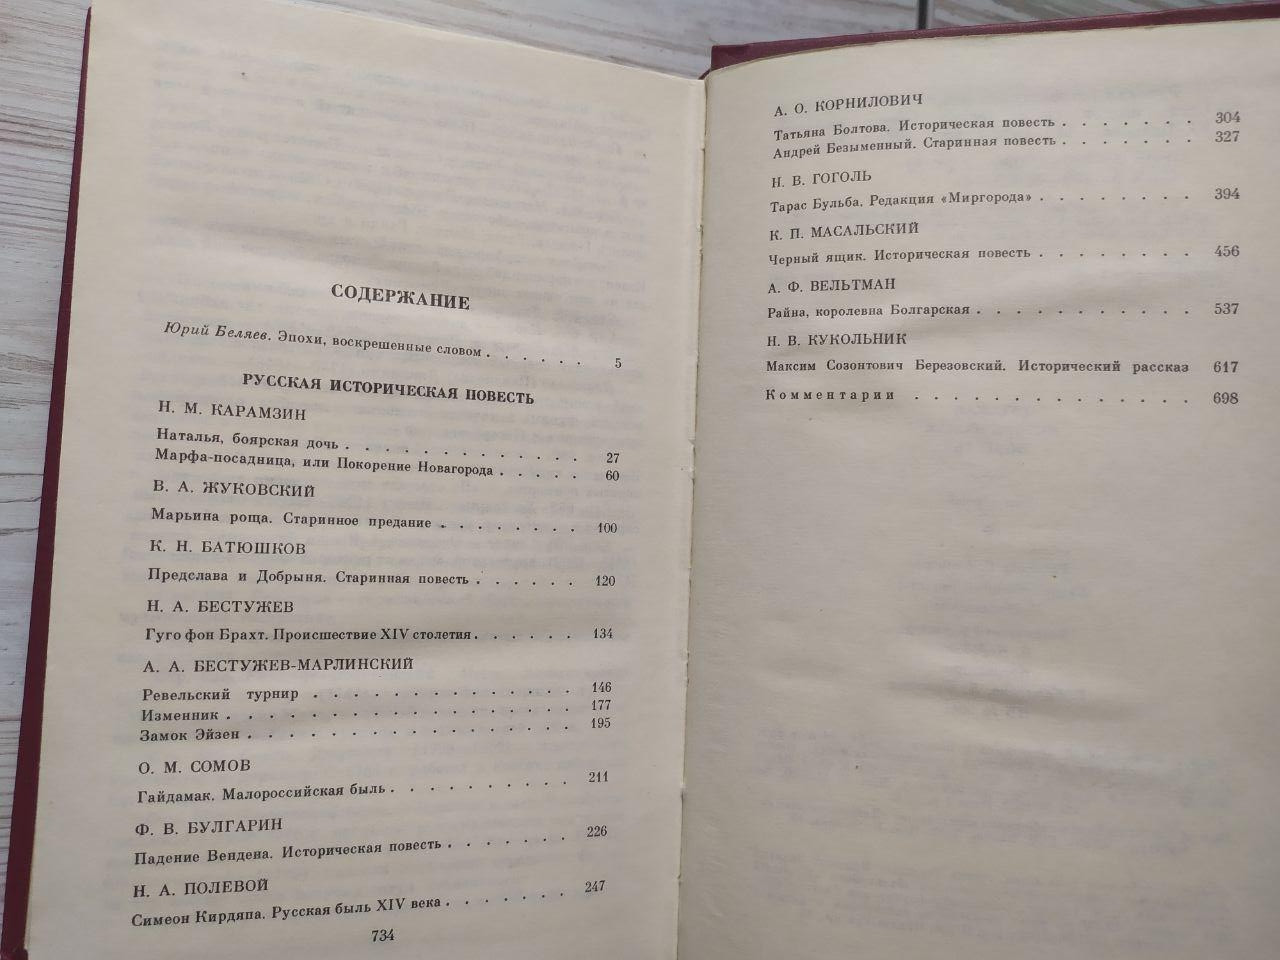 СОДЕРЖАНИЕ
Юрий Беляев. Эпохи, воскрешенные словом . . . . . . 5
РУССКАЯ ИСТОРИЧЕСКАЯ ПОВЕСТЬ
Н. М. КАРАМЗИН
Наталья, боярская дочь . . . . . . . . . . . . . 27
Марфа-посадница, или Покорение Новагорода . . . . . 60
В. А. ЖУКОВСКИЙ
Марьина роща. Старинное предание . . . . . . . . 100
К. Н. БАТЮШКОВ
Предслава и Добрыня. Старинная повесть . . . . . . 120
Н. А. БЕСТУЖЕВ
Гуго фон Брахт. Происшествие XIV столетия . . . . . . 134
А. А. БЕСТУЖЕВ-МАРЛИНСКИЙ
Ревельский турнир . . . . . . . . . . . . . 146
Изменник . . . . . . . . . . . . . . . . . 177
Замок Эйзен . . . . . . . . . . . . . . . . 195
О. М. СОМОВ
Гайдамак. Малороссийская быль . . . . . . . . . 211
Ф. В. БУЛГАРИН
Падение Вендена. Историческая повесть . . . . . . . 226
Н. А. ПОЛЕВОЙ
Симеон Кирдяпа. Русская быль XIV века . . . . . . . 247
734
А. О. КОРНИЛОВИЧ
Татьяна Болтова. Историческая повесть . . . . . . . 304
Андрей Безыменный. Старинная повесть . . . . . . . 327
Н. В. ГОГОЛЬ
Тарас Бульба. Редакция «Миргорода» . . . . . . . . 394
К. П. МАСАЛЬСКИЙ
Черный ящик. Историческая повесть . . . . . . . . 456
А. Ф. ВЕЛЬТМАН
Райна, королевна Болгарская . . . . . . . . . . . 537
Н. В. КУКОЛЬНИК
Максим Созонтович Березовский. Исторический рассказ 617
Комментарии . . . . . . . . . . . . . . 698